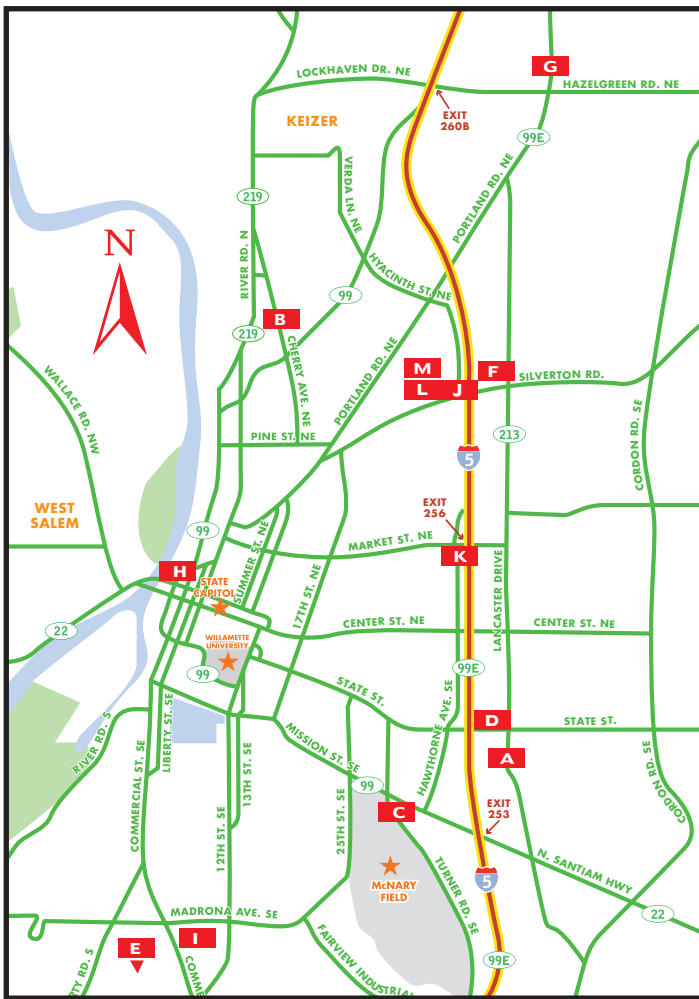 G
LOCKHAVEN DR. NE
HAZELGREEN RD. NE
EXIT
260B
KEIZER
99E
VERDA LN. NE
PORTLAND RD. NE
219
RIVER RD. N
N
HYACINTH ST. NE
99
B
219
CHERRY AVE. NE
PORTLAND RD. NE
M
F
L
J
SILVERTON RD.
WALLACE RD. NW
CORDON RD. SE
PINE ST. NE
213
5
WEST
SALEM
EXIT
256
99
SUMMER ST. NE
MARKET ST. NE
K
LANCASTER DRIVE
H
STATE
CAPITOL
17TH ST. NE
22
CENTER ST. NE
CENTER ST. NE
WILLAMETTE
UNIVERSITY
99
99E
STATE ST.
HAWTHORNE AVE. SE
D
STATE ST.
RIVER RD. S
LIBERTY ST. SE
COMMERCIAL ST. SE
13TH ST. SE
MISSION ST. SE
A
CORDON RD. SE
99
C
EXIT
253
12TH ST. SE
25TH ST. SE
N. SANTIAM HWY
McNARY
FIELD
5
TURNER RD. SE
22
MADRONA AVE. SE
E
I
RTY RD. S
COMME
FAIRVIEW INDUSTRIAL
99E